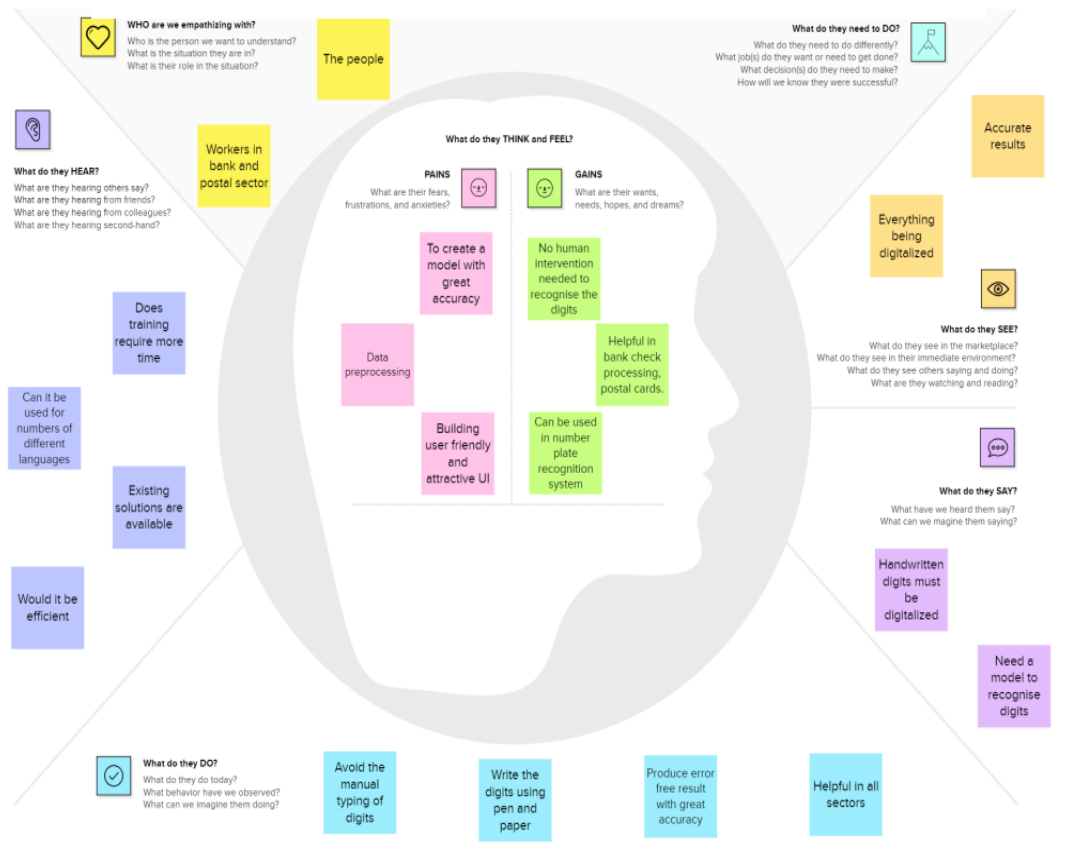 WHO are we empathizing with?
Who is the person we want to understand?
What is the situation they are in?
What is their role in the situation?
The people
Workers in
bank and
postal sector
What do they need to DO?
What do they need to do differently?
What job(s) do they want or need to get done?
What decision(s) do they need to make?
How will we know they were successful?
Accurate
results
Everything
being
digitalized
What do they HEAR?
What are they hearing others say?
What are they hearing from friends?
What are they hearing from colleagues?
What are they hearing second-hand?
Does
training
require more
time
Can it be
used for
numbers of
different
languages
Existing
solutions are
available
Would it be
efficient
What do they THINK and FEEL?
PAINS
What are their fears,
frustrations, and anxieties?
To create a
model with
great
accuracy
Data
preprocessing
Building
user friendly
and
attractive UI
GAINS
What are their wants,
needs, hopes, and dreams?
No human
intervention
needed to
recognise the
digits
Helpful in
bank check
processing,
postal cards.
Can be used
in number
plate
recognition
system
What do they SEE?
What do they see in the marketplace?
What do they see in their immediate environment?
What do they see others saying and doing?
What are they watching and reading?
What do they SAY?
What have we heard them say?
What can we magine them saying?
Handwritten
digits must
be
digitalized
Need a
model to
recognise
digits
What do they DO?
What do they do today?
What behavior have we observed?
What can we imagine them doing?
Avoid the
manual
typing of
digits
Write the
digits using
pen and
paper
Produce error
free result
with great
accuracy
Helpful in all
sectors